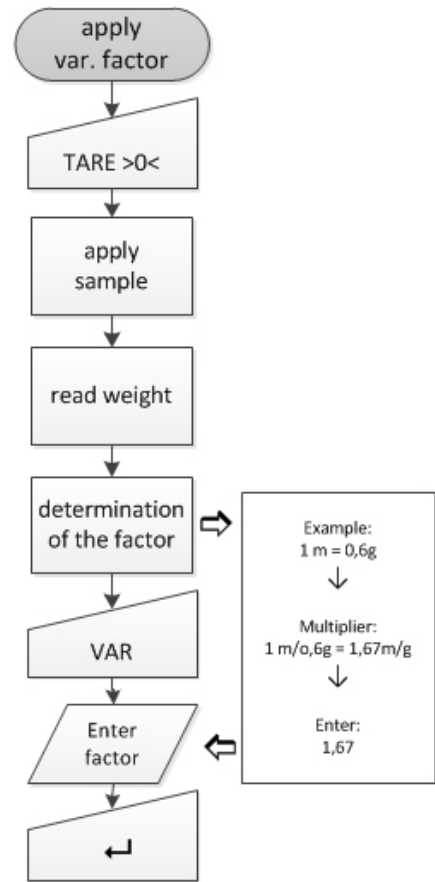 apply
var. factor
TARE >0<
apply
sample
read weight
determination
of the factor
Example:
1 m = 0,6g
Multiplier:
1 m/o,6g = 1,67m/g
Enter:
1,67
VAR
Enter
factor